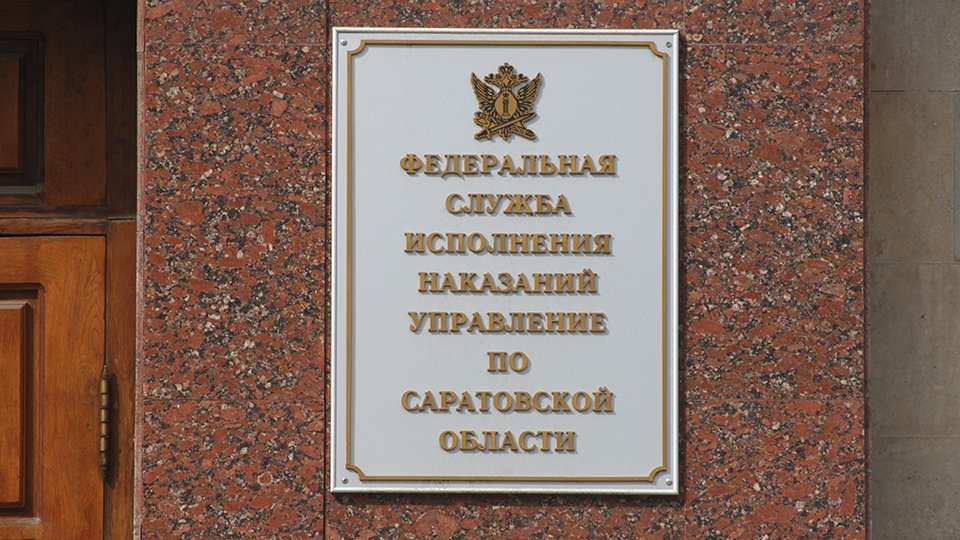 ФЕДЕРАЛЬНАЯ
СЛУЖБА
ИСПОЛНЕНИЯ
НАКАЗАНИЙ
УПРАВЛЕНИЕ
ПО
САРАТОВСКОЙ
ОБЛАСТИ